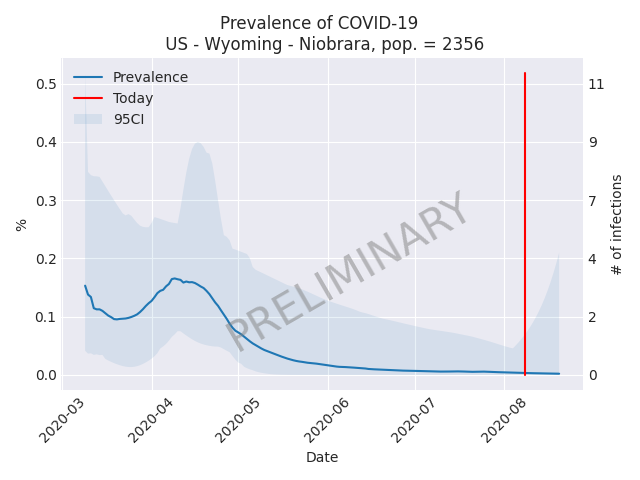 Prevalence of COVID-19
US - Wyoming - Niobrara, pop. = 2356
Prevalence
Today
95CI
0.5
0.4
0.3
0.2
0.1
0.0
%
11
9
7
4
2
0
# of infections
PRELIMINARY
2020-03
2020-04
2020-05
2020-06
2020-07
2020-08
Date